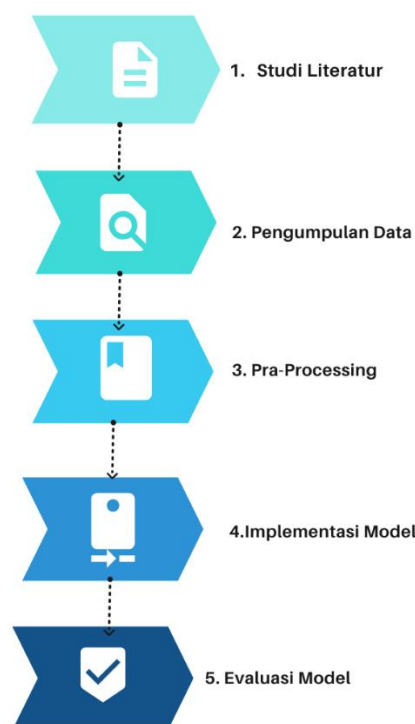 1. Studi Literatur
2. Pengumpulan Data
3. Pra-Processing
4.Implementasi Model
5. Evaluasi Model